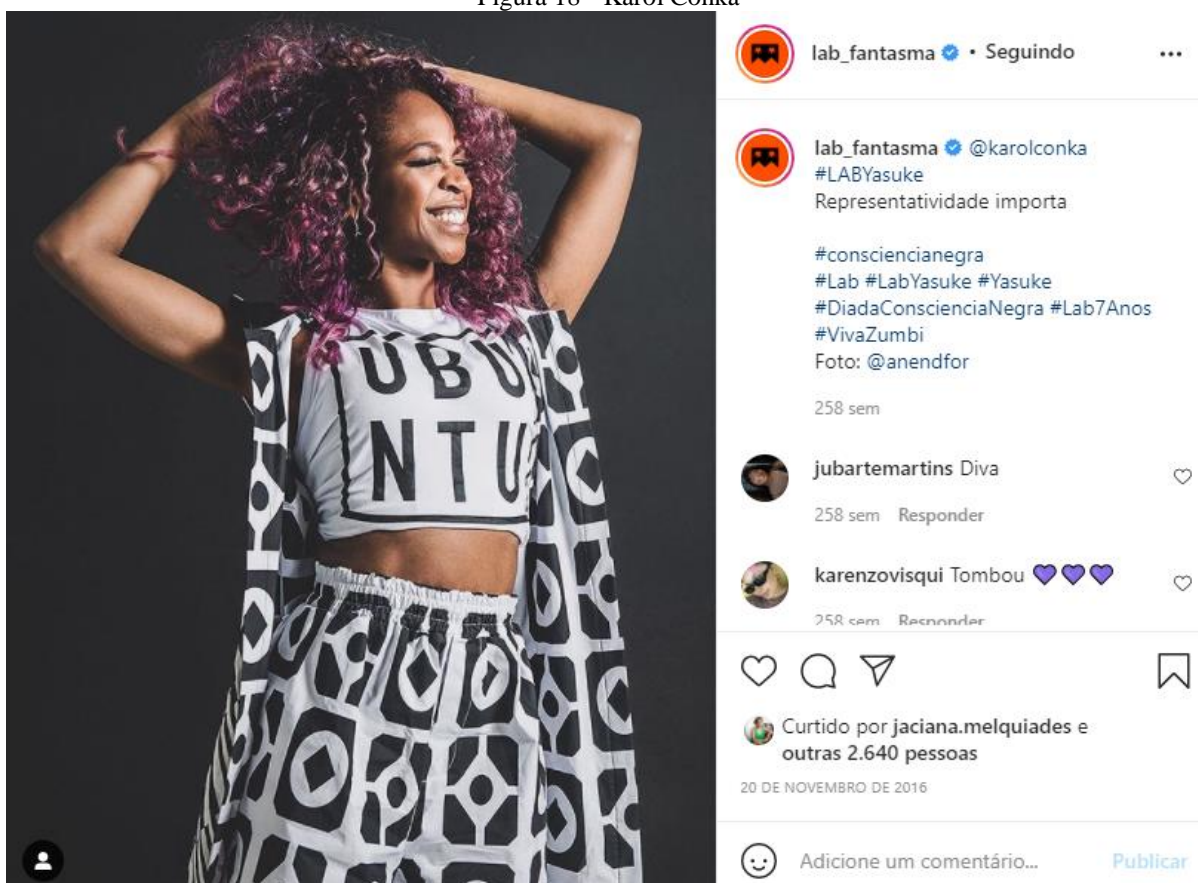 Figura 18 - Karol Conka
lab_fantasma • Seguindo
lab_fantasma @karolconka
#LABYasuke
Representatividade importa
#consciencianegra
#Lab #LabYasuke #Yasuke
#DiadaConscienciaNegra #Lab7Anos
#VivaZumbi
Foto: @anendfor
258 sem
jubartemartins Diva
258 sem Responder
karenzovisqui Tombou 💜💜💜
258 sem Responder
Curtido por jaciana.melquiades e
outras 2.640 pessoas
20 DE NOVEMBRO DE 2016
Adicione um comentário... Publicar
UBU
NTU